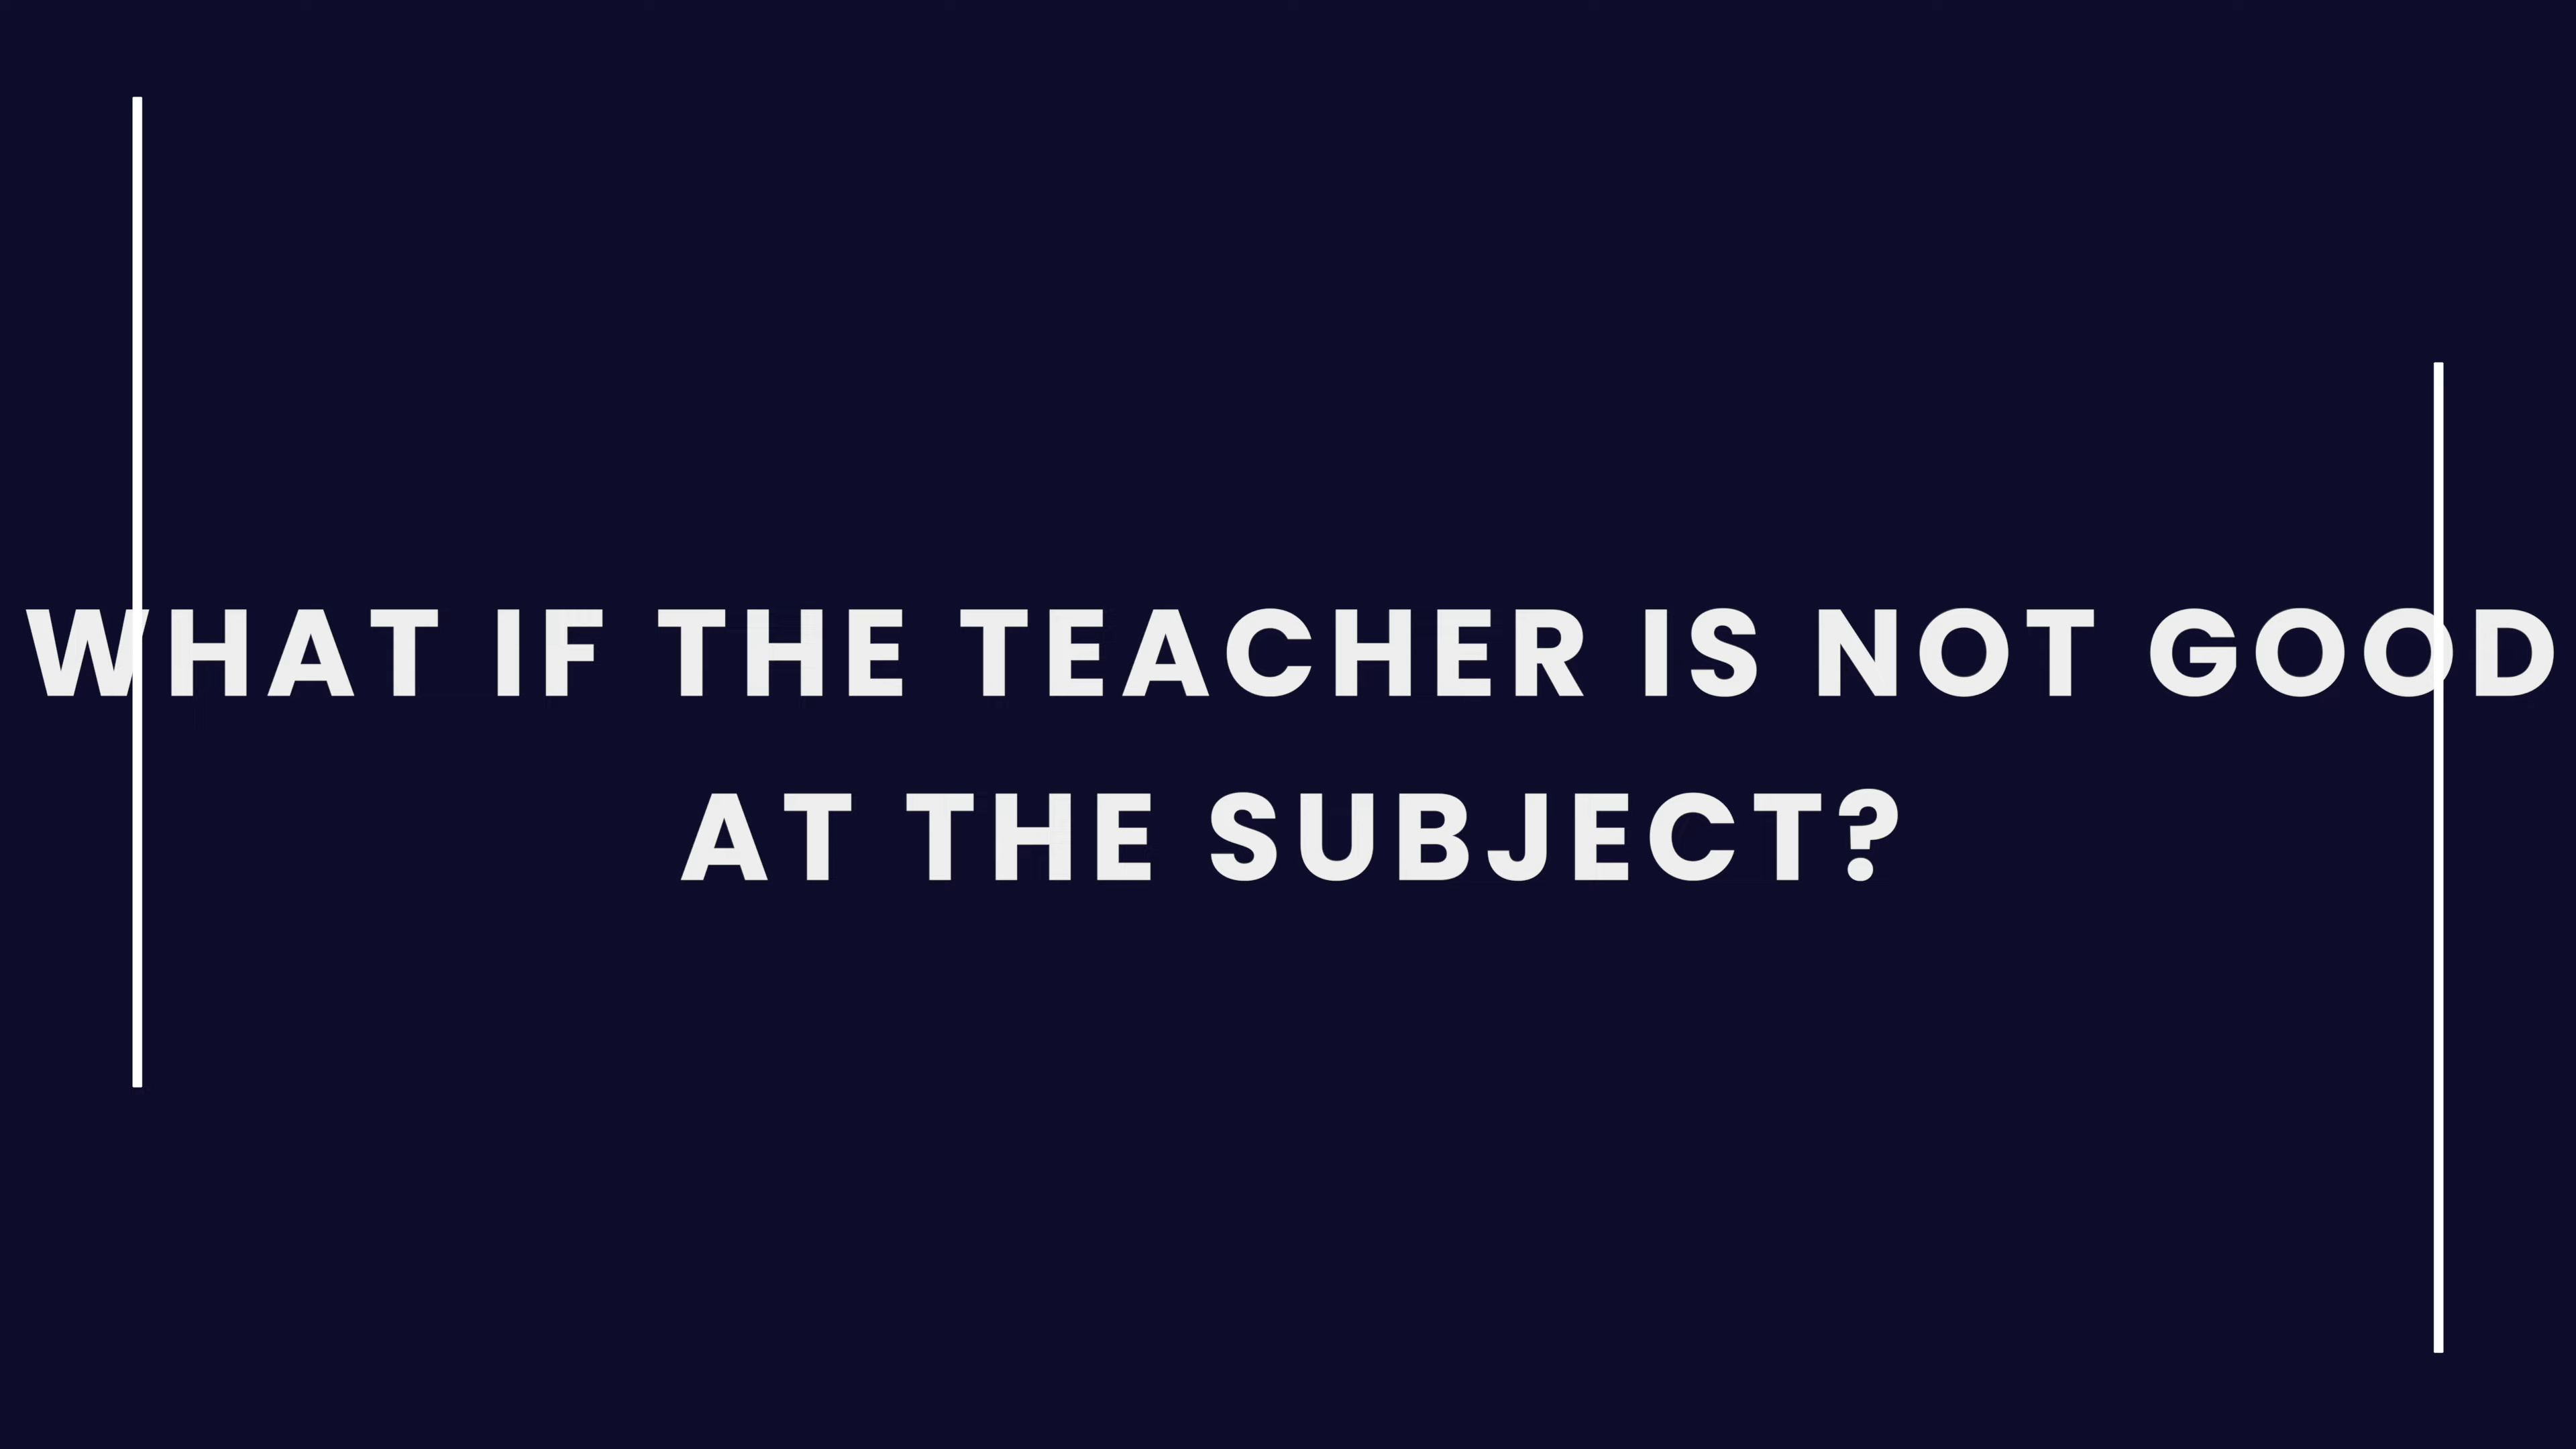 WHAT IF THE TEACHER IS NOT GOOD
AT THE SUBJECT?